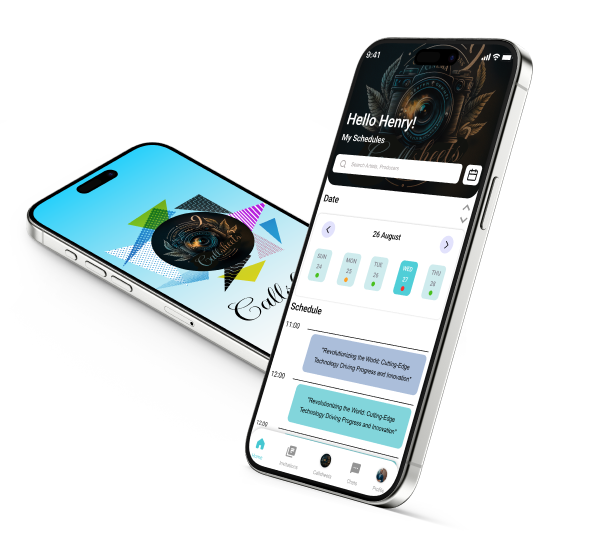 9:41
Hello Henry!
My Schedules
Search Artists, Producers
Date
26 August
SUN MON TUE WED THU
24 25 26 27 28
Schedule
11:00
"Revolutionizing the World: Cutting-Edge
Technology Driving Progress and Innovation"
12:00
"Revolutionizing the World: Cutting-Edge
Technology Driving Progress and Innovation"
12:00
Home Invitations Callsheets Chats Profile
Callsheets